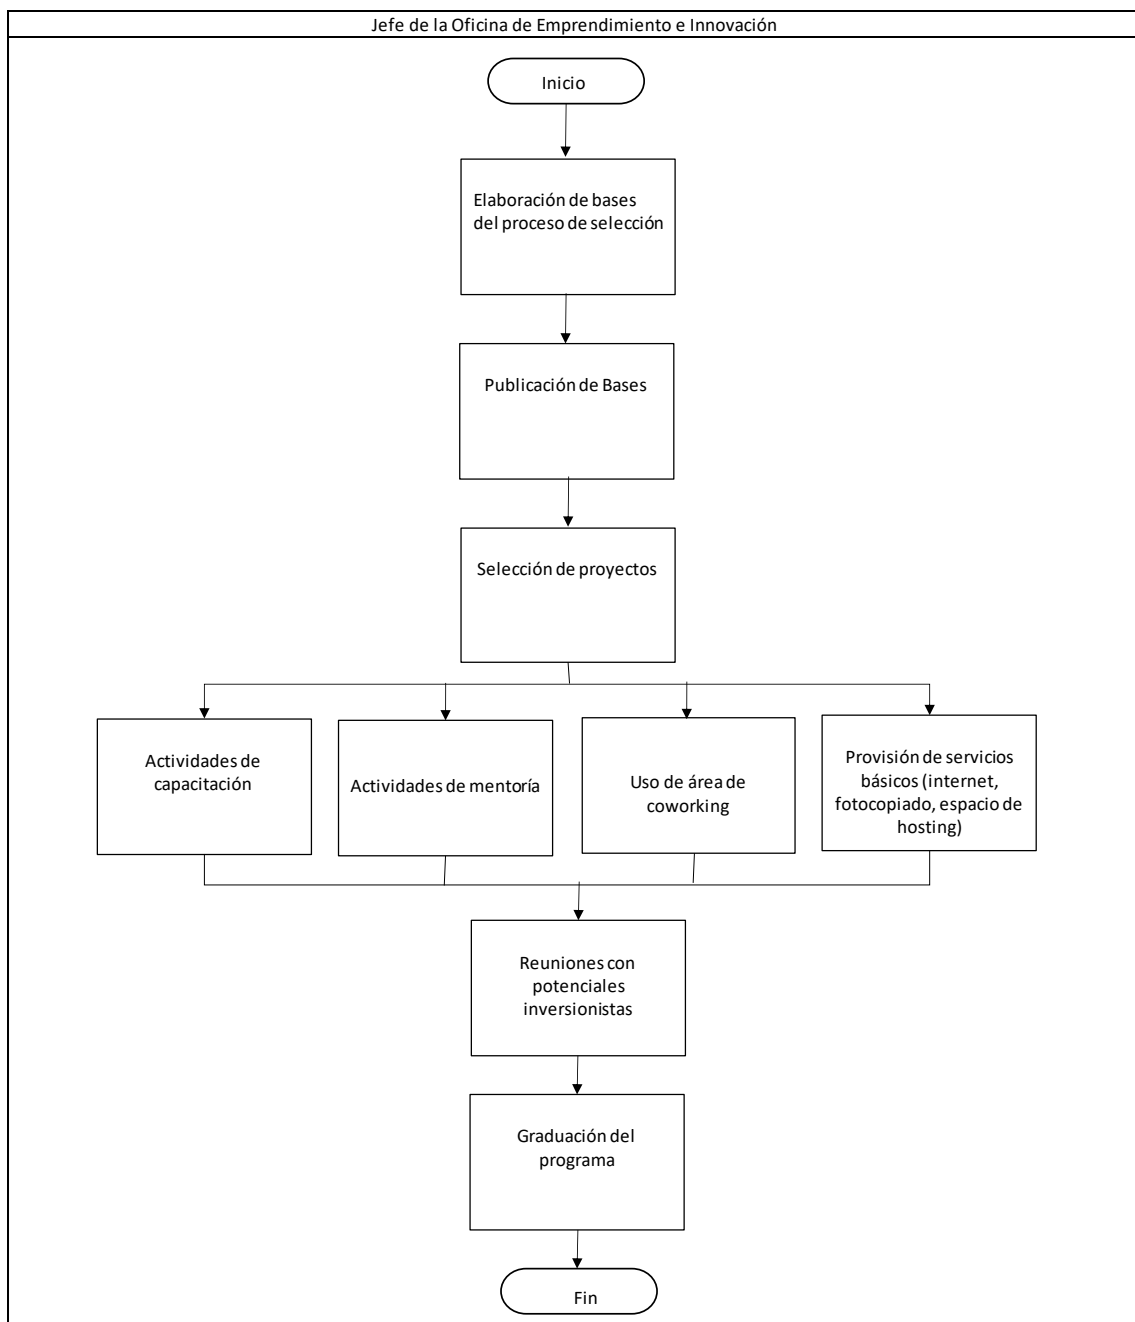 Jefe de la Oficina de Emprendimiento e Innovación
Inicio
Elaboración de bases
del proceso de selección
Publicación de Bases
Selección de proyectos
Actividades de
capacitación
Actividades de mentoría
Uso de área de
coworking
Provisión de servicios
básicos (internet,
fotocopiado, espacio de
hosting)
Reuniones con
potenciales
inversionistas
Graduación del
programa
Fin